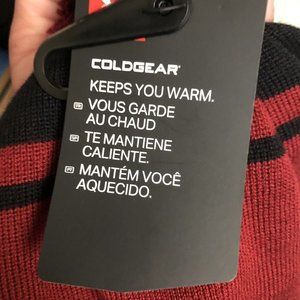 COLDGEAR®
KEEPS YOU WARM.
VOUS GARDE
AU CHAUD
TE MANTIENE
CALIENTE.
MANTÉM VOCÊ
AQUECIDO.